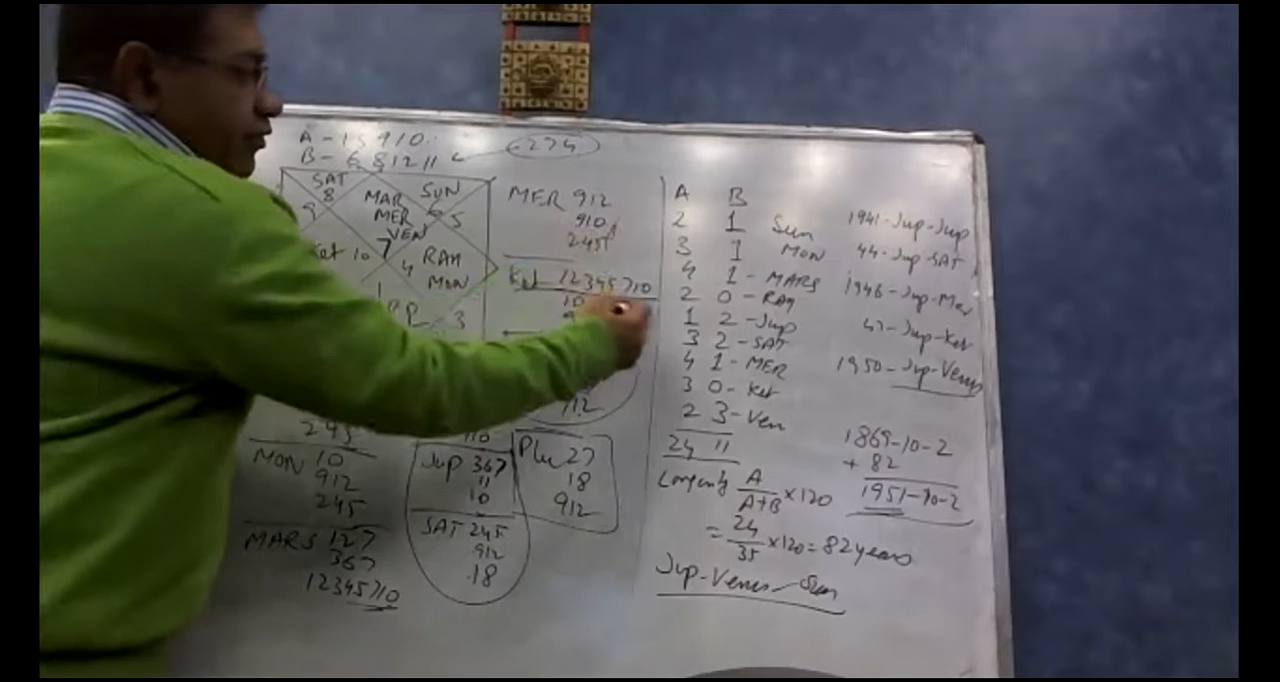 A - 15910
B - 681211
-274
SAT
8
MAR
MER
VEN
7
SUN
6
5
9
Ket 10
4
RAH
MON
1
3
MER 912
910
245
Ket 12345710
10
712
245
MON 10
912
245
MARS 127
367
12345710
110
Jup 367
11
10
SAT 245
912
18
Plu 27
18
912
A B
2 1 Sun
3 1 MON
4 1 - MARS
2 0 - RAH
1 2 - Jup
3 2 - SAT
4 1 - MER
3 0 - Ket
2 3 - Ven
24 11
Longevity A/A+B × 120
= 24/35 × 120 = 82 years
Jup - Venus - Sun
1941 - Jup - Jup
44 - Jup - SAT
1946 - Jup - Mer
47 - Jup - Ket
1950 - Jup - Venus
1869-10-2
+ 82
1951-10-2